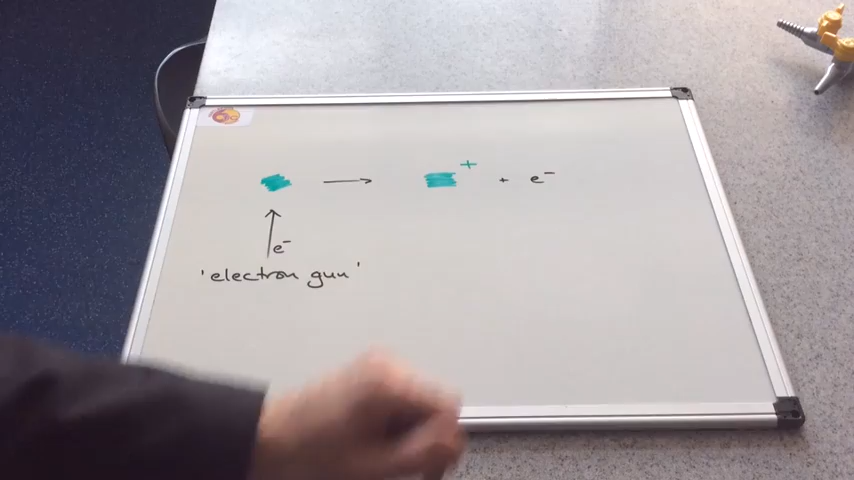 → + + e⁻
e⁻
'electron gun'